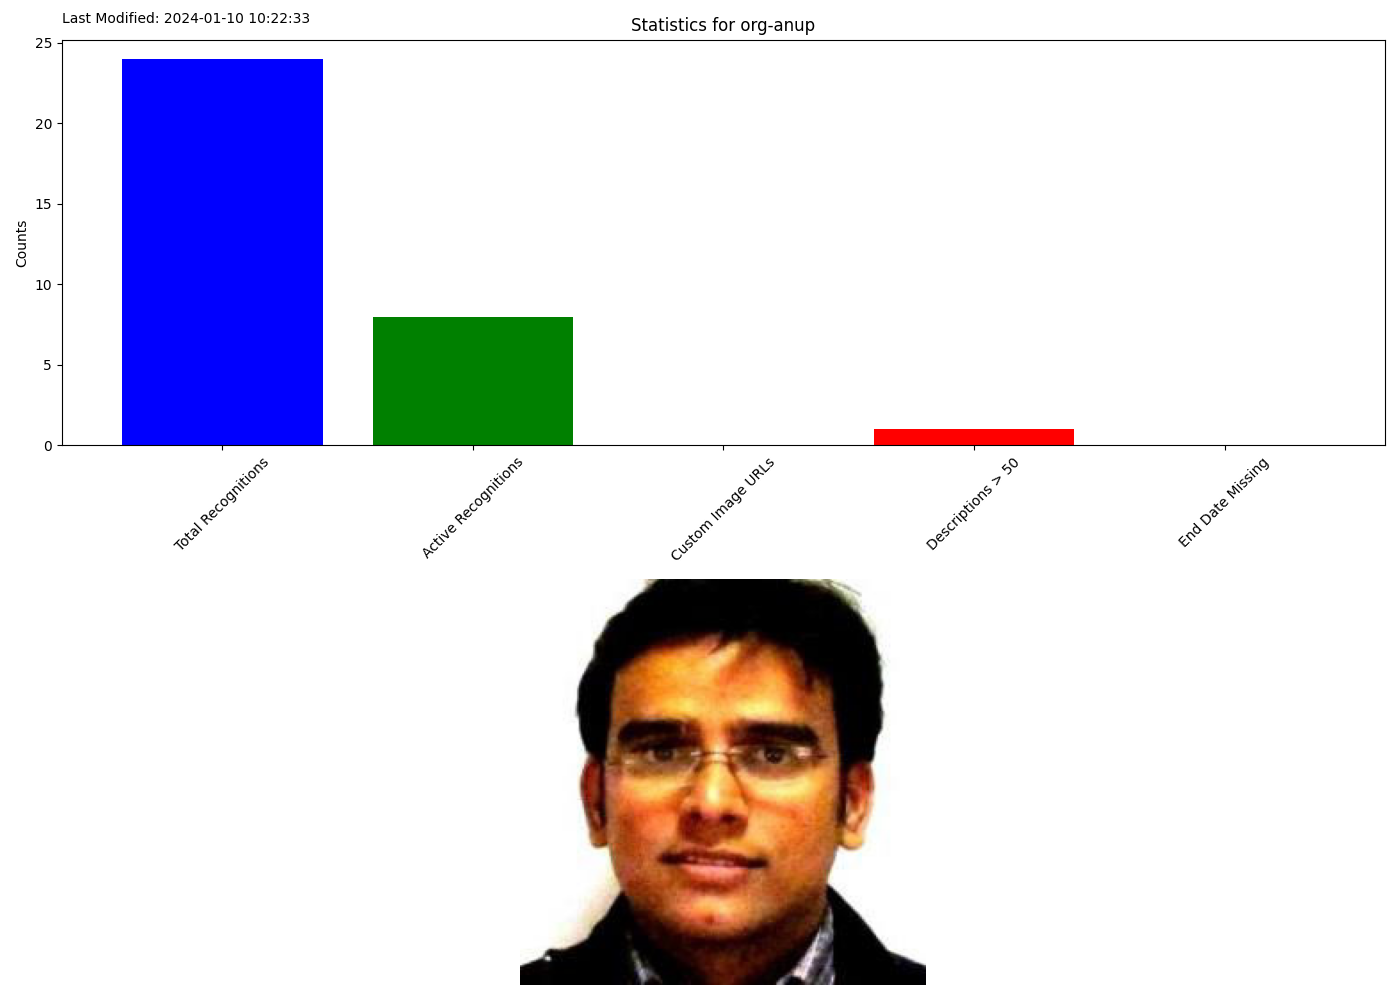 Last Modified: 2024-01-10 10:22:33
Statistics for org-anup
25
20
15
10
5
0
Counts
Total Recognitions
Active Recognitions
Custom Image URLs
Descriptions > 50
End Date Missing